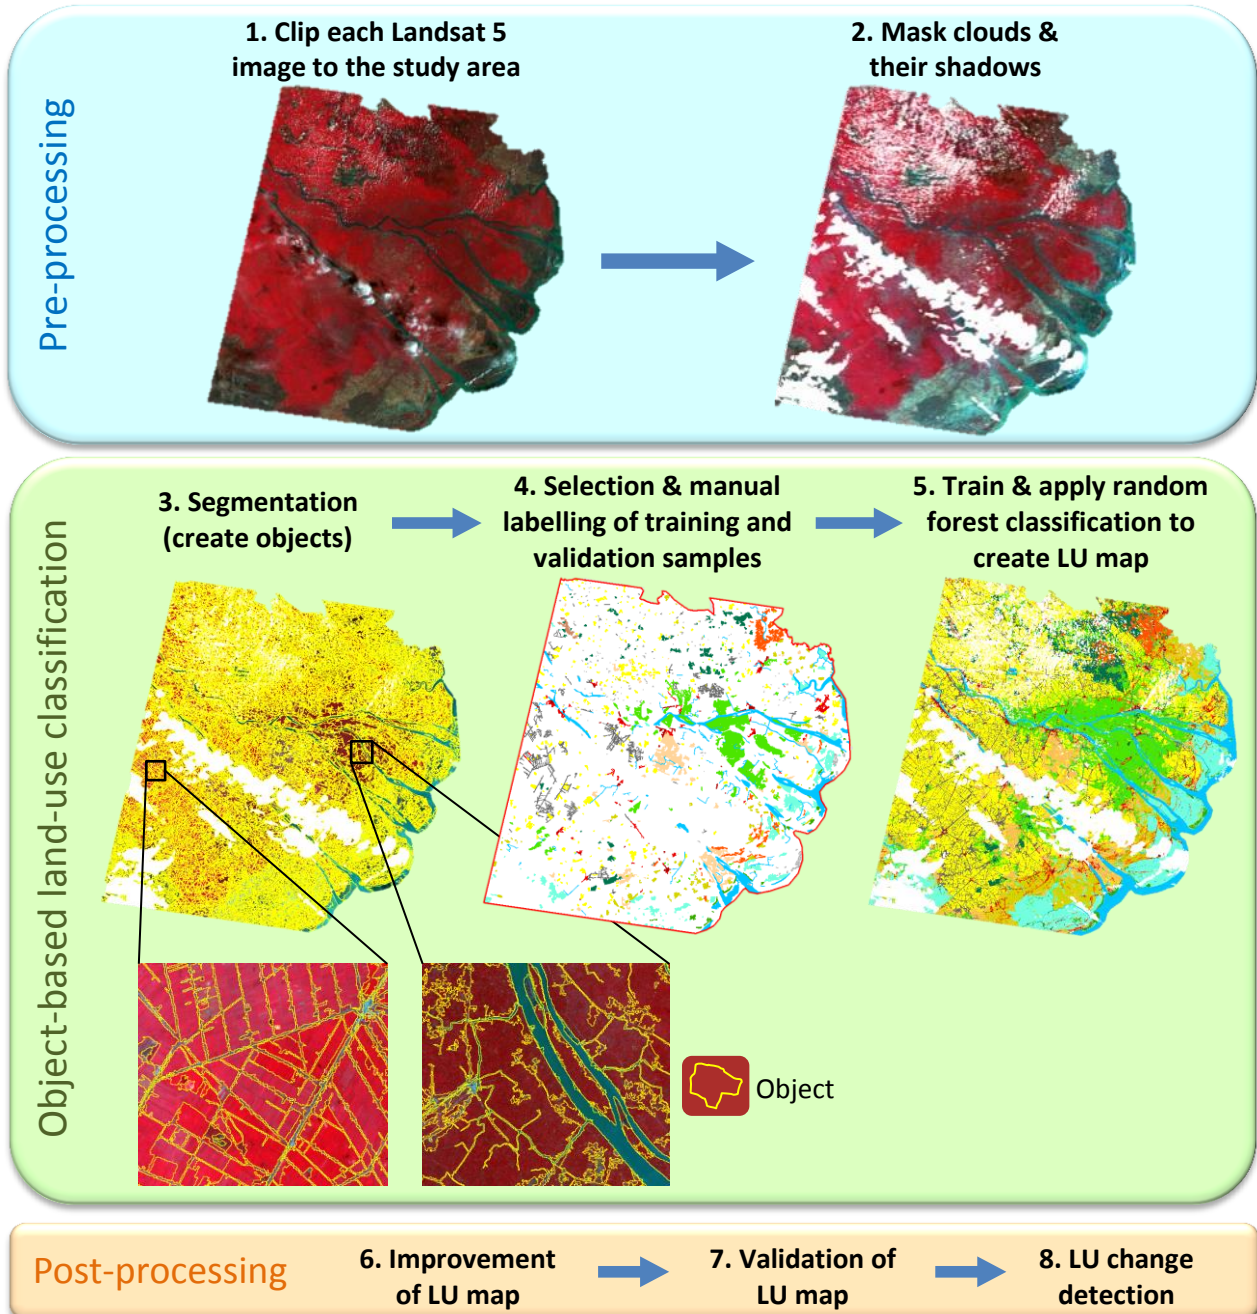 1. Clip each Landsat 5
image to the study area
2. Mask clouds &
their shadows
Pre-processing
3. Segmentation
(create objects)
4. Selection & manual
labelling of training and
validation samples
5. Train & apply random
forest classification to
create LU map
Object-based land-use classification
Object
Post-processing
6. Improvement
of LU map
7. Validation of
LU map
8. LU change
detection